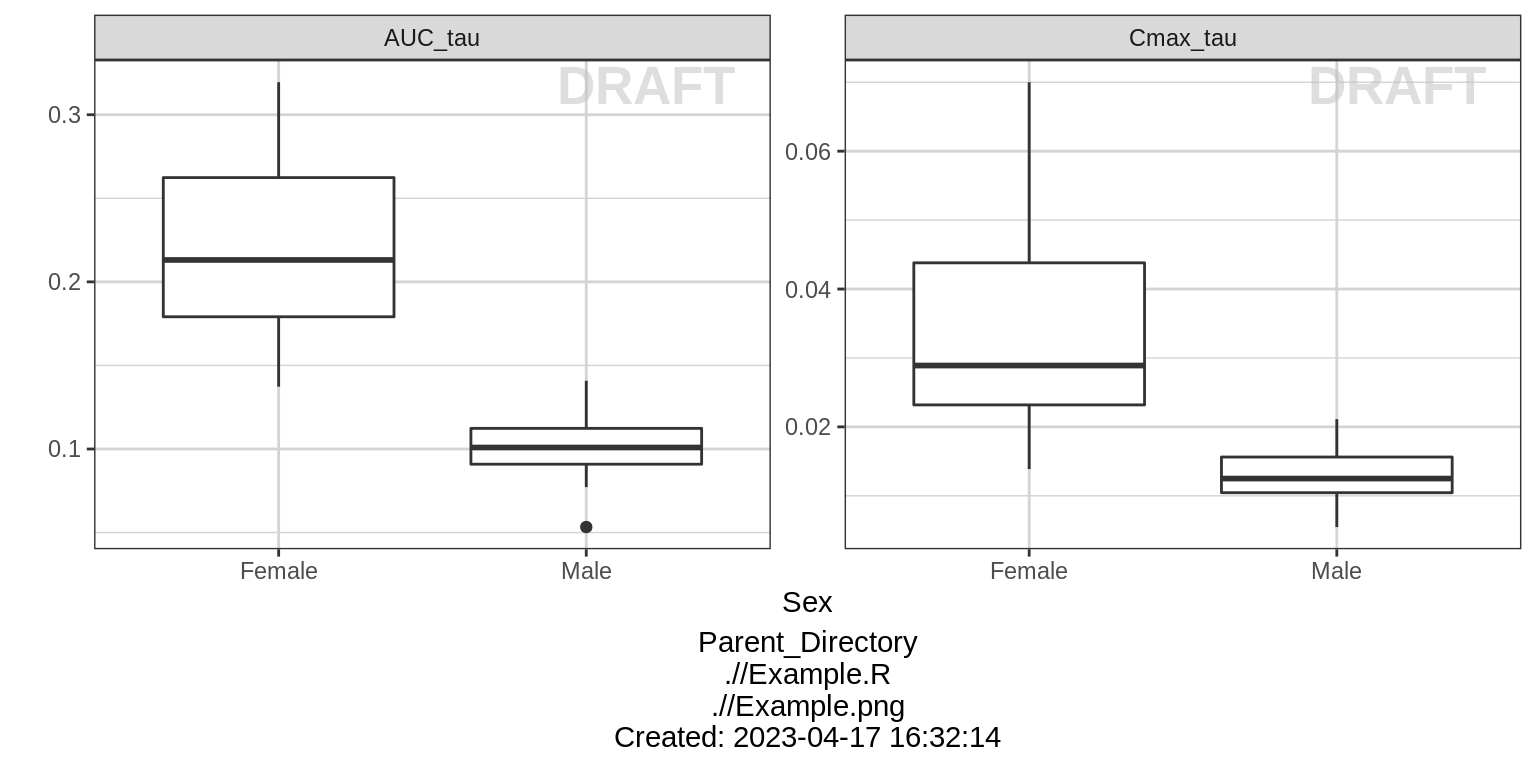 AUC_tau
Cmax_tau
DRAFT
DRAFT
0.3
0.2
0.1
0.06
0.04
0.02
Female
Male
Female
Male
Sex
Parent_Directory
.//Example.R
.//Example.png
Created: 2023-04-17 16:32:14